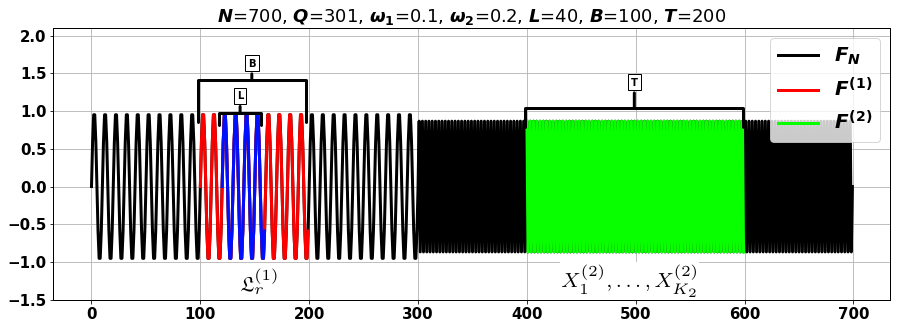 N=700, Q=301, ω₁=0.1, ω₂=0.2, L=40, B=100, T=200
2.0
1.5
1.0
0.5
0.0
−0.5
−1.0
−1.5
B
L
T
F_N
F^(1)
F^(2)
𝔏_r^(1)
X_1^(2), . . . , X_{K_2}^(2)
0 100 200 300 400 500 600 700